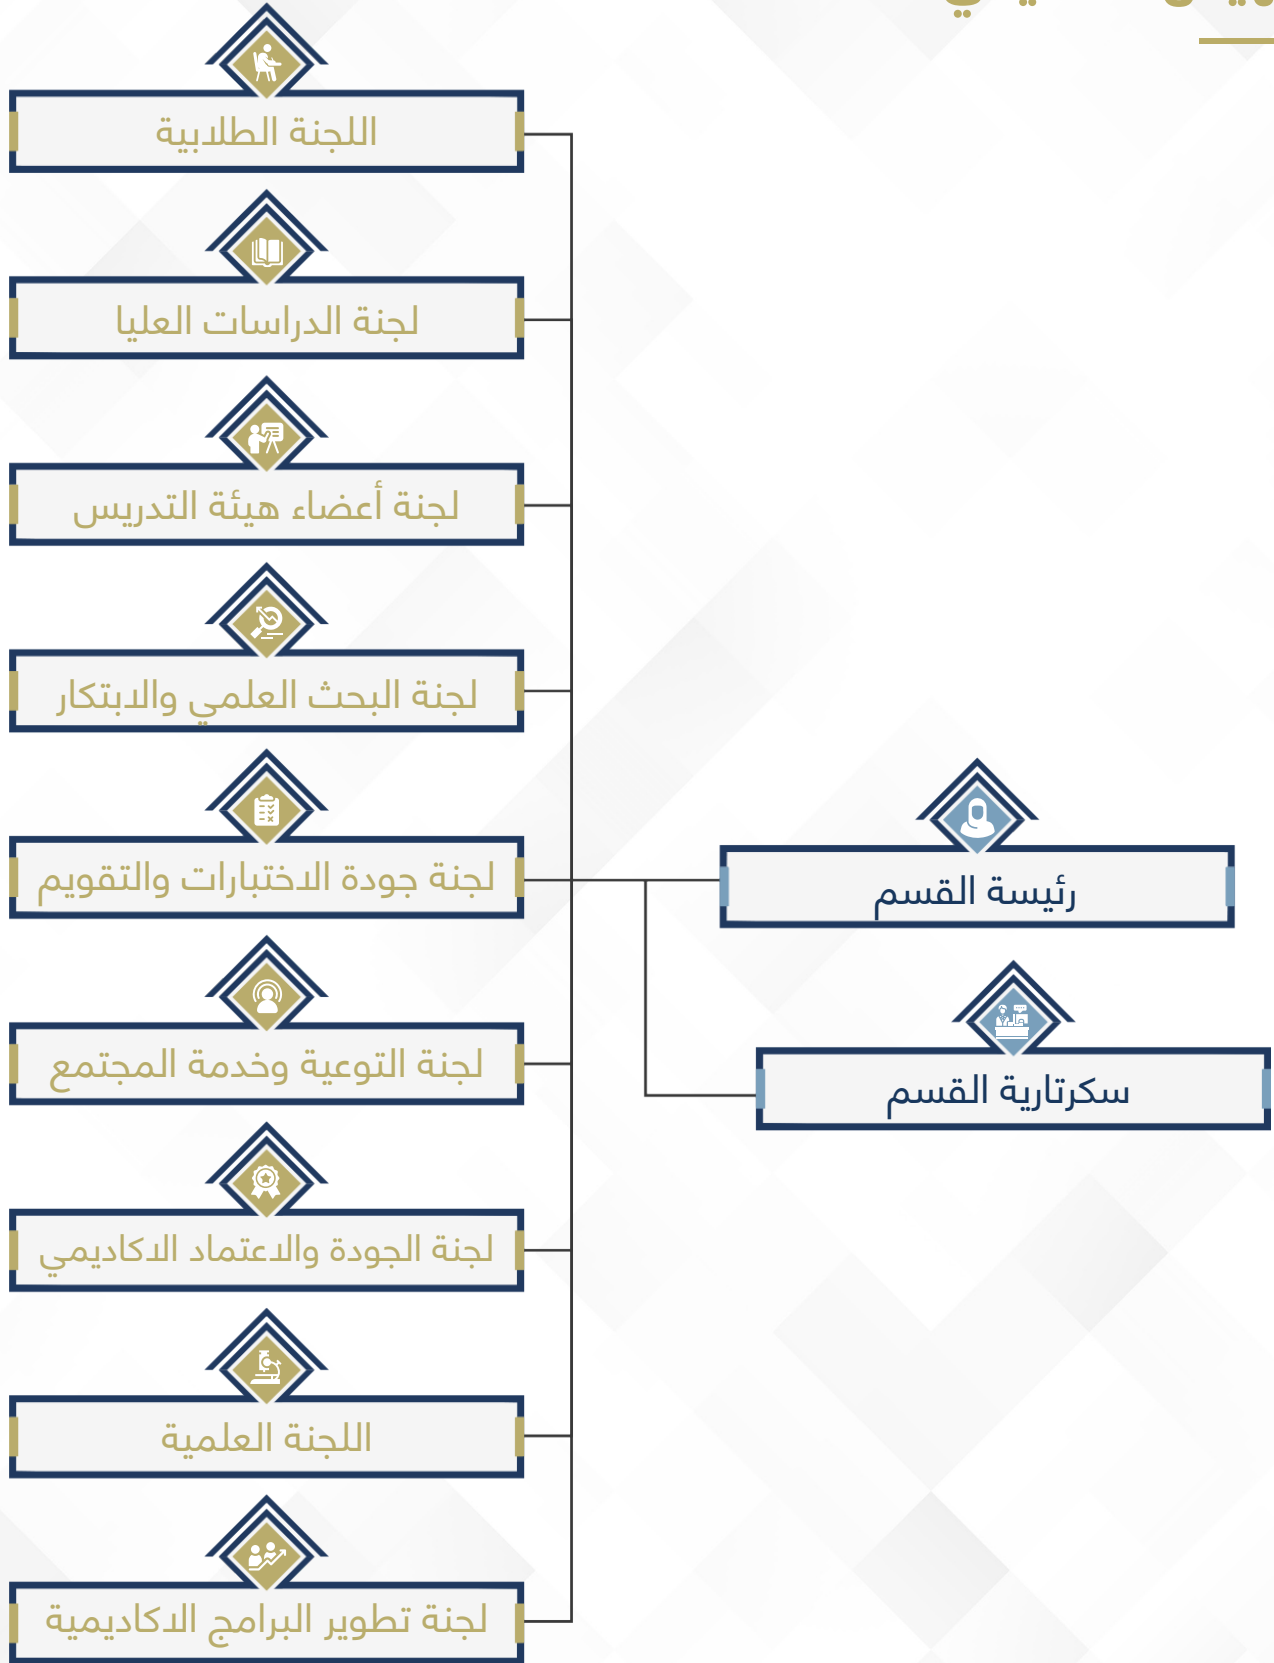 رئيسة القسم
سكرتارية القسم
اللجنة الطلابية
لجنة الدراسات العليا
لجنة أعضاء هيئة التدريس
لجنة البحث العلمي والابتكار
لجنة جودة الاختبارات والتقويم
لجنة التوعية وخدمة المجتمع
لجنة الجودة والاعتماد الاكاديمي
اللجنة العلمية
لجنة تطوير البرامج الاكاديمية